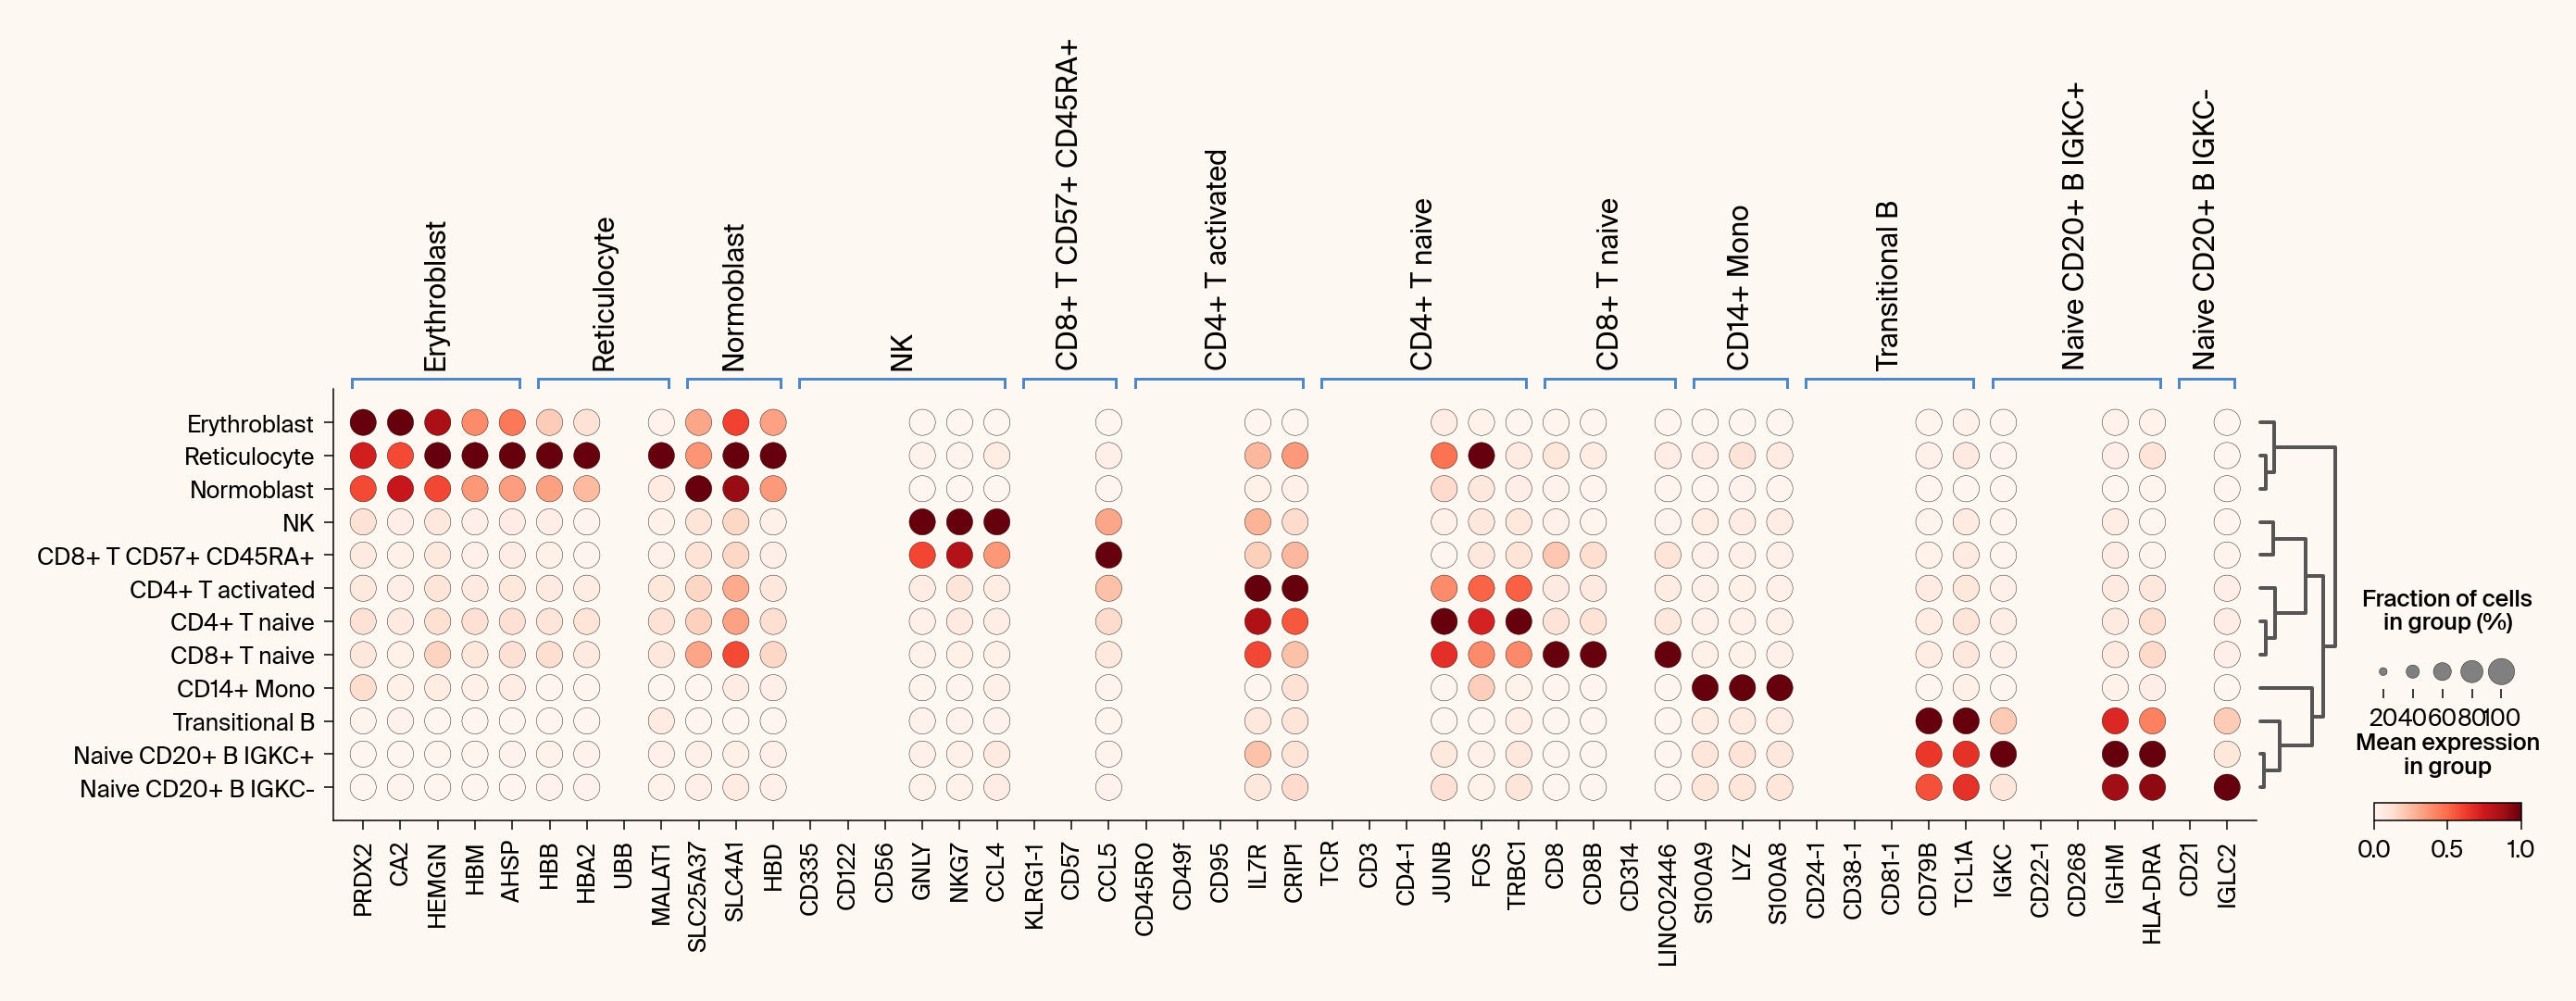 Erythroblast
Reticulocyte
Normoblast
NK
CD8+ T CD57+ CD45RA+
CD4+ T activated
CD4+ T naive
CD8+ T naive
CD14+ Mono
Transitional B
Naive CD20+ B IGKC+
Naive CD20+ B IGKC-
Erythroblast
Reticulocyte
Normoblast
NK
CD8+ T CD57+ CD45RA+
CD4+ T activated
CD4+ T naive
CD8+ T naive
CD14+ Mono
Transitional B
Naive CD20+ B IGKC+
Naive CD20+ B IGKC-
PRDX2
CA2
HEMGN
HBM
AHSP
HBB
HBA2
UBB
MALAT1
SLC25A37
SLC4A1
HBD
CD335
CD122
CD56
GNLY
NKG7
CCL4
KLRG1-1
CD57
CCL5
CD45RO
CD49f
CD95
IL7R
CRIP1
TCR
CD3
CD4-1
JUNB
FOS
TRBC1
CD8
CD8B
CD314
LINC02446
S100A9
LYZ
S100A8
CD24-1
CD38-1
CD81-1
CD79B
TCL1A
IGKC
CD22-1
CD268
IGHM
HLA-DRA
CD21
IGLC2
Fraction of cells
in group (%)
20 40 60 80 100
Mean expression
in group
0.0 0.5 1.0